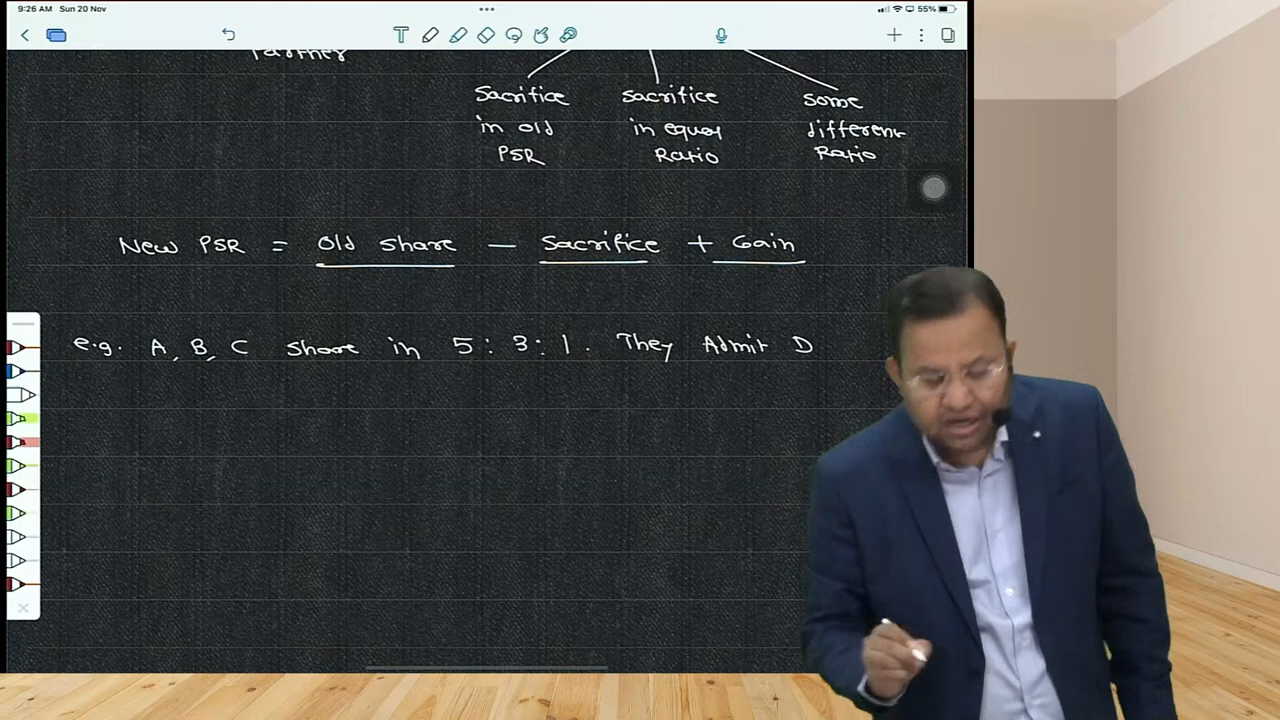 9:26 AM Sun 20 Nov
55%
Partner
Sacrifice in old PSR
sacrifice in equal Ratio
some different Ratio
New PSR = Old share - Sacrifice + Gain
e.g. A, B, C share in 5 : 3 : 1. They Admit D